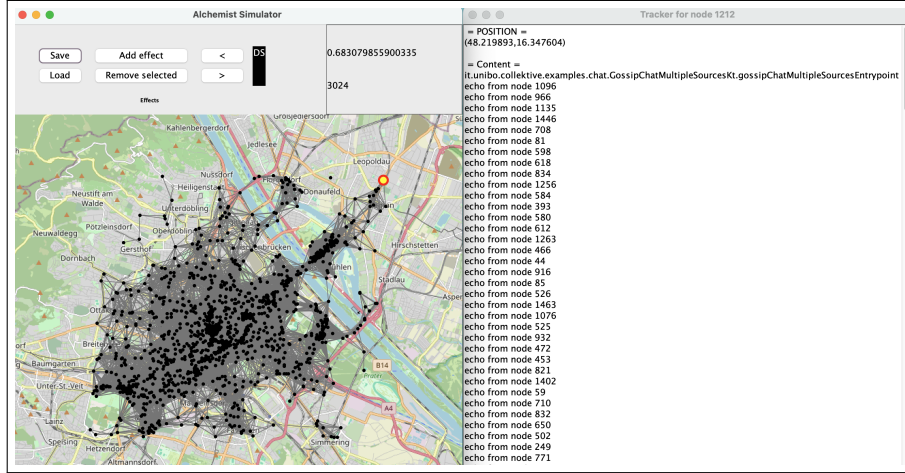 Alchemist Simulator
Save
Add effect
<
DS
Load
Remove selected
>
Effects
0.683079855900335
3024
Kahlenbergerdorf
Jedlesee
Leopoldau
Nussdorf
Heiligenstadt
Donaufeld
Neustift am
Walde
Unterdöbling
Pötzleinsdorf
Oberdöbling
Neuwaldegg
Gersthof
Hirschstetten
Dornbach
Stadlau
Aspern
Baumgarten
B14
Prater
Unter-St.-Veit
A4
Lainz
Speising
Hetzendorf
Simmering
Altmannsdorf
Tracker for node 1212
= POSITION =
(48.219893,16.347604)
= Content =
it.unibo.collektive.examples.chat.GossipChatMultipleSourcesKt.gossipChatMultipleSourcesEntrypoint
echo from node 1096
echo from node 966
echo from node 1135
echo from node 1446
echo from node 708
echo from node 81
echo from node 598
echo from node 618
echo from node 834
echo from node 1256
echo from node 584
echo from node 393
echo from node 580
echo from node 612
echo from node 1263
echo from node 466
echo from node 44
echo from node 916
echo from node 85
echo from node 526
echo from node 1463
echo from node 1076
echo from node 525
echo from node 932
echo from node 472
echo from node 453
echo from node 821
echo from node 1402
echo from node 59
echo from node 710
echo from node 832
echo from node 650
echo from node 502
echo from node 249
echo from node 771